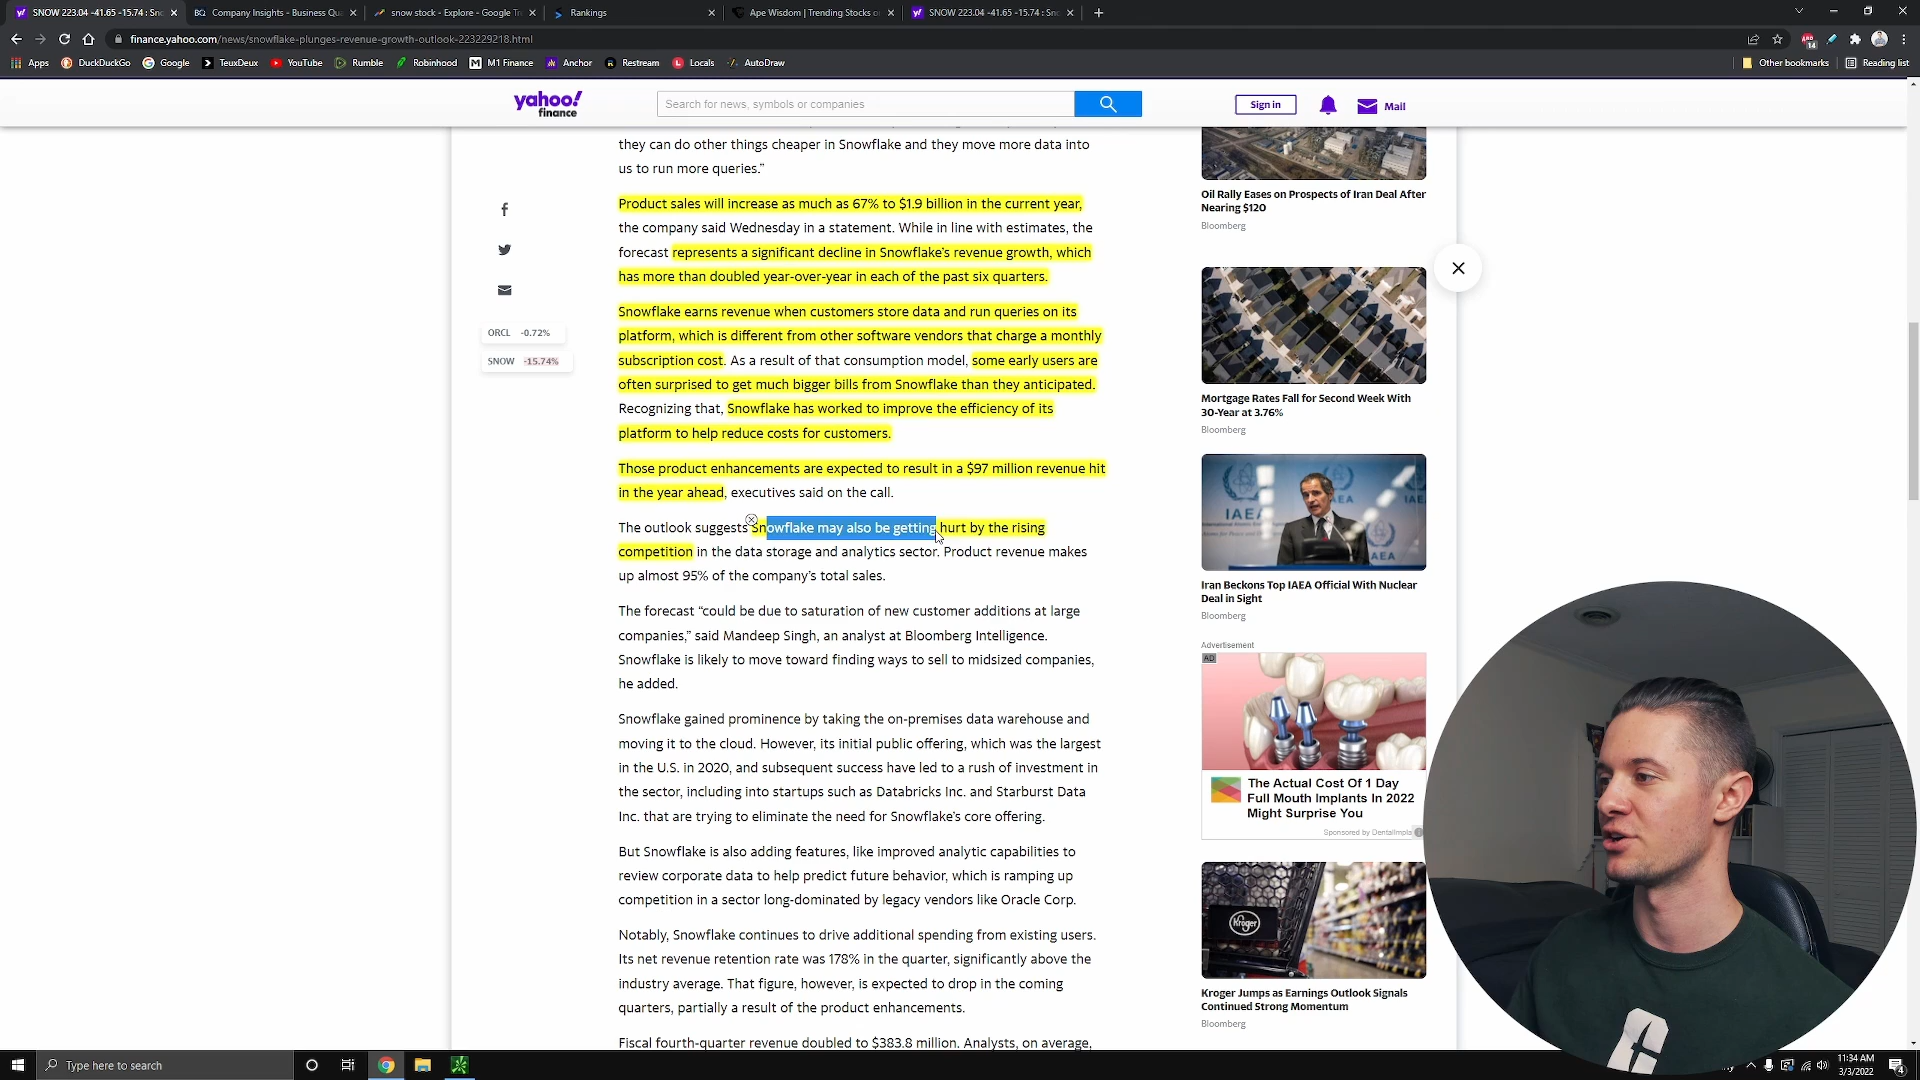 SNOW 223.04 -41.65 -15.74 : Sno
Company Insights - Business Qua
snow stock - Explore - Google Tre
Rankings
Ape Wisdom | Trending Stocks on
SNOW 223.04 -41.65 -15.74 : Sno
finance.yahoo.com/news/snowflake-plunges-revenue-growth-outlook-223229218.html
Apps
DuckDuckGo
Google
TeuxDeux
YouTube
Rumble
Robinhood
M1 Finance
Anchor
Restream
Locals
AutoDraw
Other bookmarks
Reading list
yahoo!
finance
Search for news, symbols or companies
Sign in
Mail
they can do other things cheaper in Snowflake and they move more data into
us to run more queries.”
Product sales will increase as much as 67% to $1.9 billion in the current year,
the company said Wednesday in a statement. While in line with estimates, the
forecast represents a significant decline in Snowflake’s revenue growth, which
has more than doubled year-over-year in each of the past six quarters.
Snowflake earns revenue when customers store data and run queries on its
platform, which is different from other software vendors that charge a monthly
subscription cost. As a result of that consumption model, some early users are
often surprised to get much bigger bills from Snowflake than they anticipated.
Recognizing that, Snowflake has worked to improve the efficiency of its
platform to help reduce costs for customers.
Those product enhancements are expected to result in a $97 million revenue hit
in the year ahead, executives said on the call.
The outlook suggests Snowflake may also be getting hurt by the rising
competition in the data storage and analytics sector. Product revenue makes
up almost 95% of the company’s total sales.
The forecast “could be due to saturation of new customer additions at large
companies,” said Mandeep Singh, an analyst at Bloomberg Intelligence.
Snowflake is likely to move toward finding ways to sell to midsized companies,
he added.
Snowflake gained prominence by taking the on-premises data warehouse and
moving it to the cloud. However, its initial public offering, which was the largest
in the U.S. in 2020, and subsequent success have led to a rush of investment in
the sector, including into startups such as Databricks Inc. and Starburst Data
Inc. that are trying to eliminate the need for Snowflake’s core offering.
But Snowflake is also adding features, like improved analytic capabilities to
review corporate data to help predict future behavior, which is ramping up
competition in a sector long-dominated by legacy vendors like Oracle Corp.
Notably, Snowflake continues to drive additional spending from existing users.
Its net revenue retention rate was 178% in the quarter, significantly above the
industry average. That figure, however, is expected to drop in the coming
quarters, partially a result of the product enhancements.
Fiscal fourth-quarter revenue doubled to $383.8 million. Analysts, on average,
ORCL -0.72%
SNOW -15.74%
Oil Rally Eases on Prospects of Iran Deal After
Nearing $120
Bloomberg
Mortgage Rates Fall for Second Week With
30-Year at 3.76%
Bloomberg
IAEA
Iran Beckons Top IAEA Official With Nuclear
Deal in Sight
Bloomberg
Advertisement
AD
The Actual Cost Of 1 Day
Full Mouth Implants In 2022
Might Surprise You
Sponsored by DentalImpla
Kroger
Kroger Jumps as Earnings Outlook Signals
Continued Strong Momentum
Bloomberg
Type here to search
11:34 AM
3/3/2022